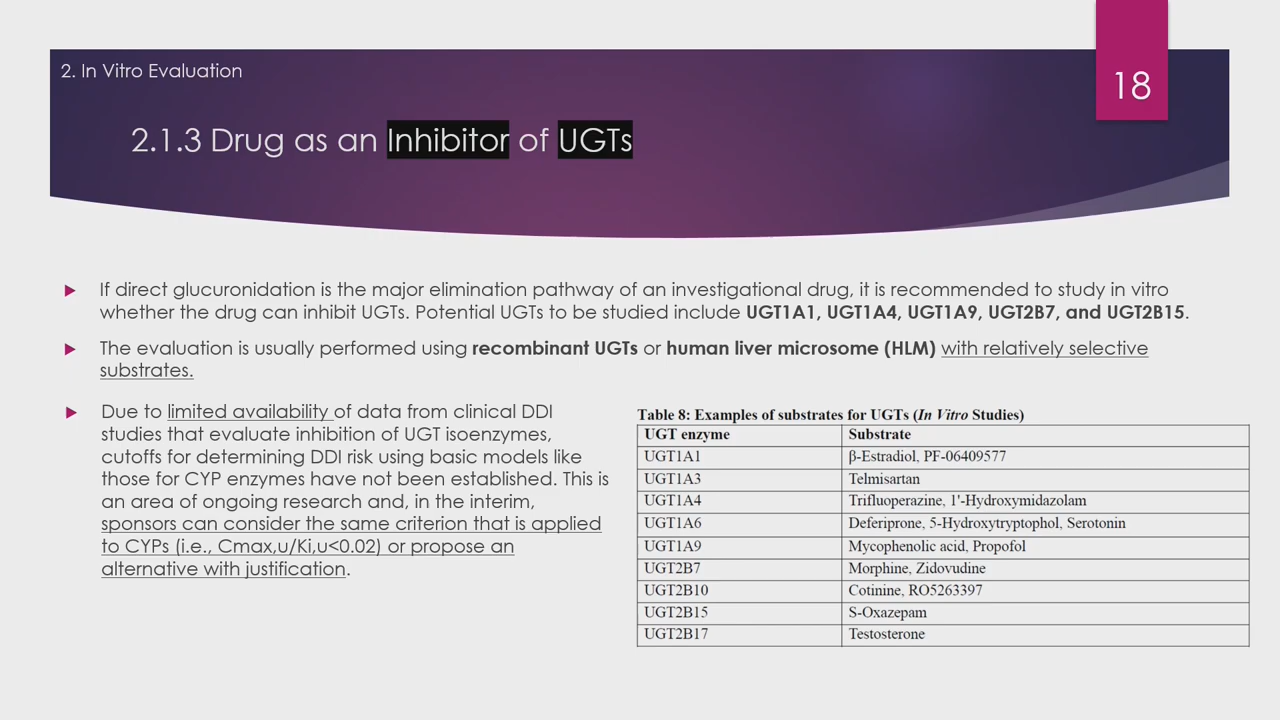 2. In Vitro Evaluation
18
2.1.3 Drug as an Inhibitor of UGTs
If direct glucuronidation is the major elimination pathway of an investigational drug, it is recommended to study in vitro
whether the drug can inhibit UGTs. Potential UGTs to be studied include UGT1A1, UGT1A4, UGT1A9, UGT2B7, and UGT2B15.
The evaluation is usually performed using recombinant UGTs or human liver microsome (HLM) with relatively selective
substrates.
Due to limited availability of data from clinical DDI
studies that evaluate inhibition of UGT isoenzymes,
cutoffs for determining DDI risk using basic models like
those for CYP enzymes have not been established. This is
an area of ongoing research and, in the interim,
sponsors can consider the same criterion that is applied
to CYPs (i.e., Cmax,u/Ki,u<0.02) or propose an
alternative with justification.
Table 8: Examples of substrates for UGTs (In Vitro Studies)
UGT enzyme Substrate
UGT1A1 β-Estradiol, PF-06409577
UGT1A3 Telmisartan
UGT1A4 Trifluoperazine, 1'-Hydroxymidazolam
UGT1A6 Deferiprone, 5-Hydroxytryptophol, Serotonin
UGT1A9 Mycophenolic acid, Propofol
UGT2B7 Morphine, Zidovudine
UGT2B10 Cotinine, RO5263397
UGT2B15 S-Oxazepam
UGT2B17 Testosterone